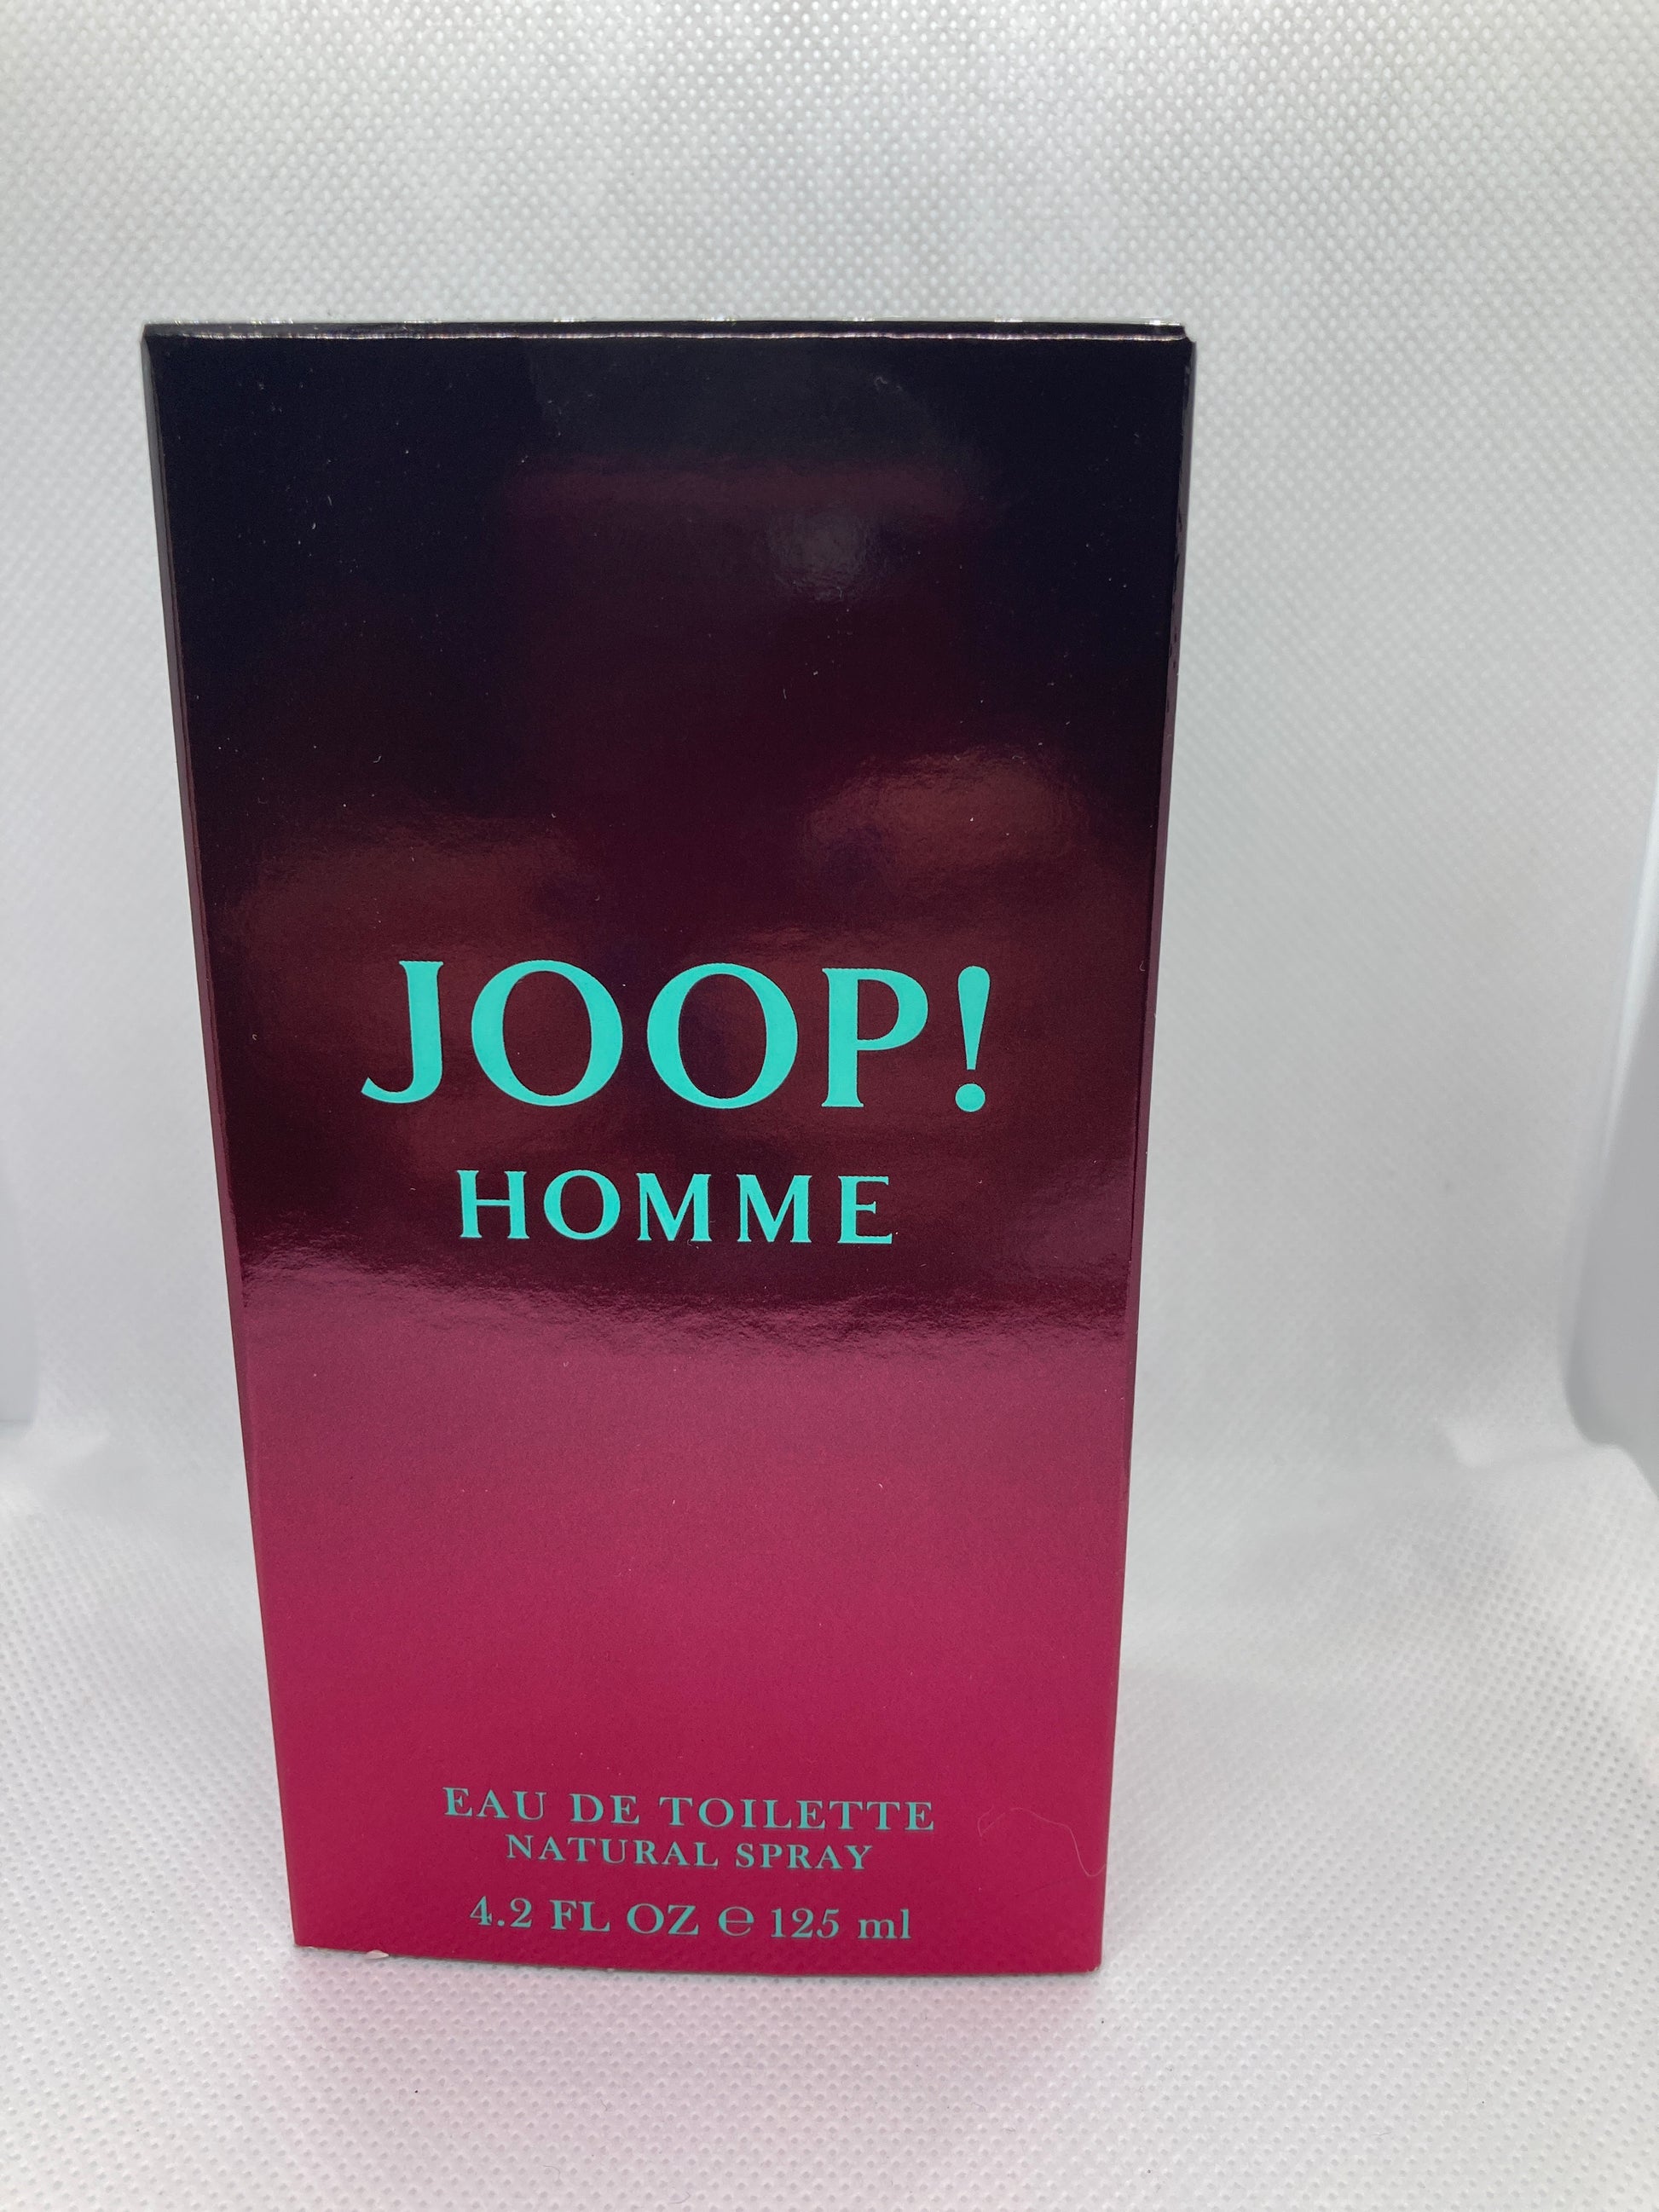 JOOP!
HOMME
EAU DE TOILETTE
NATURAL SPRAY
4.2 FL OZ ℮ 125 ml